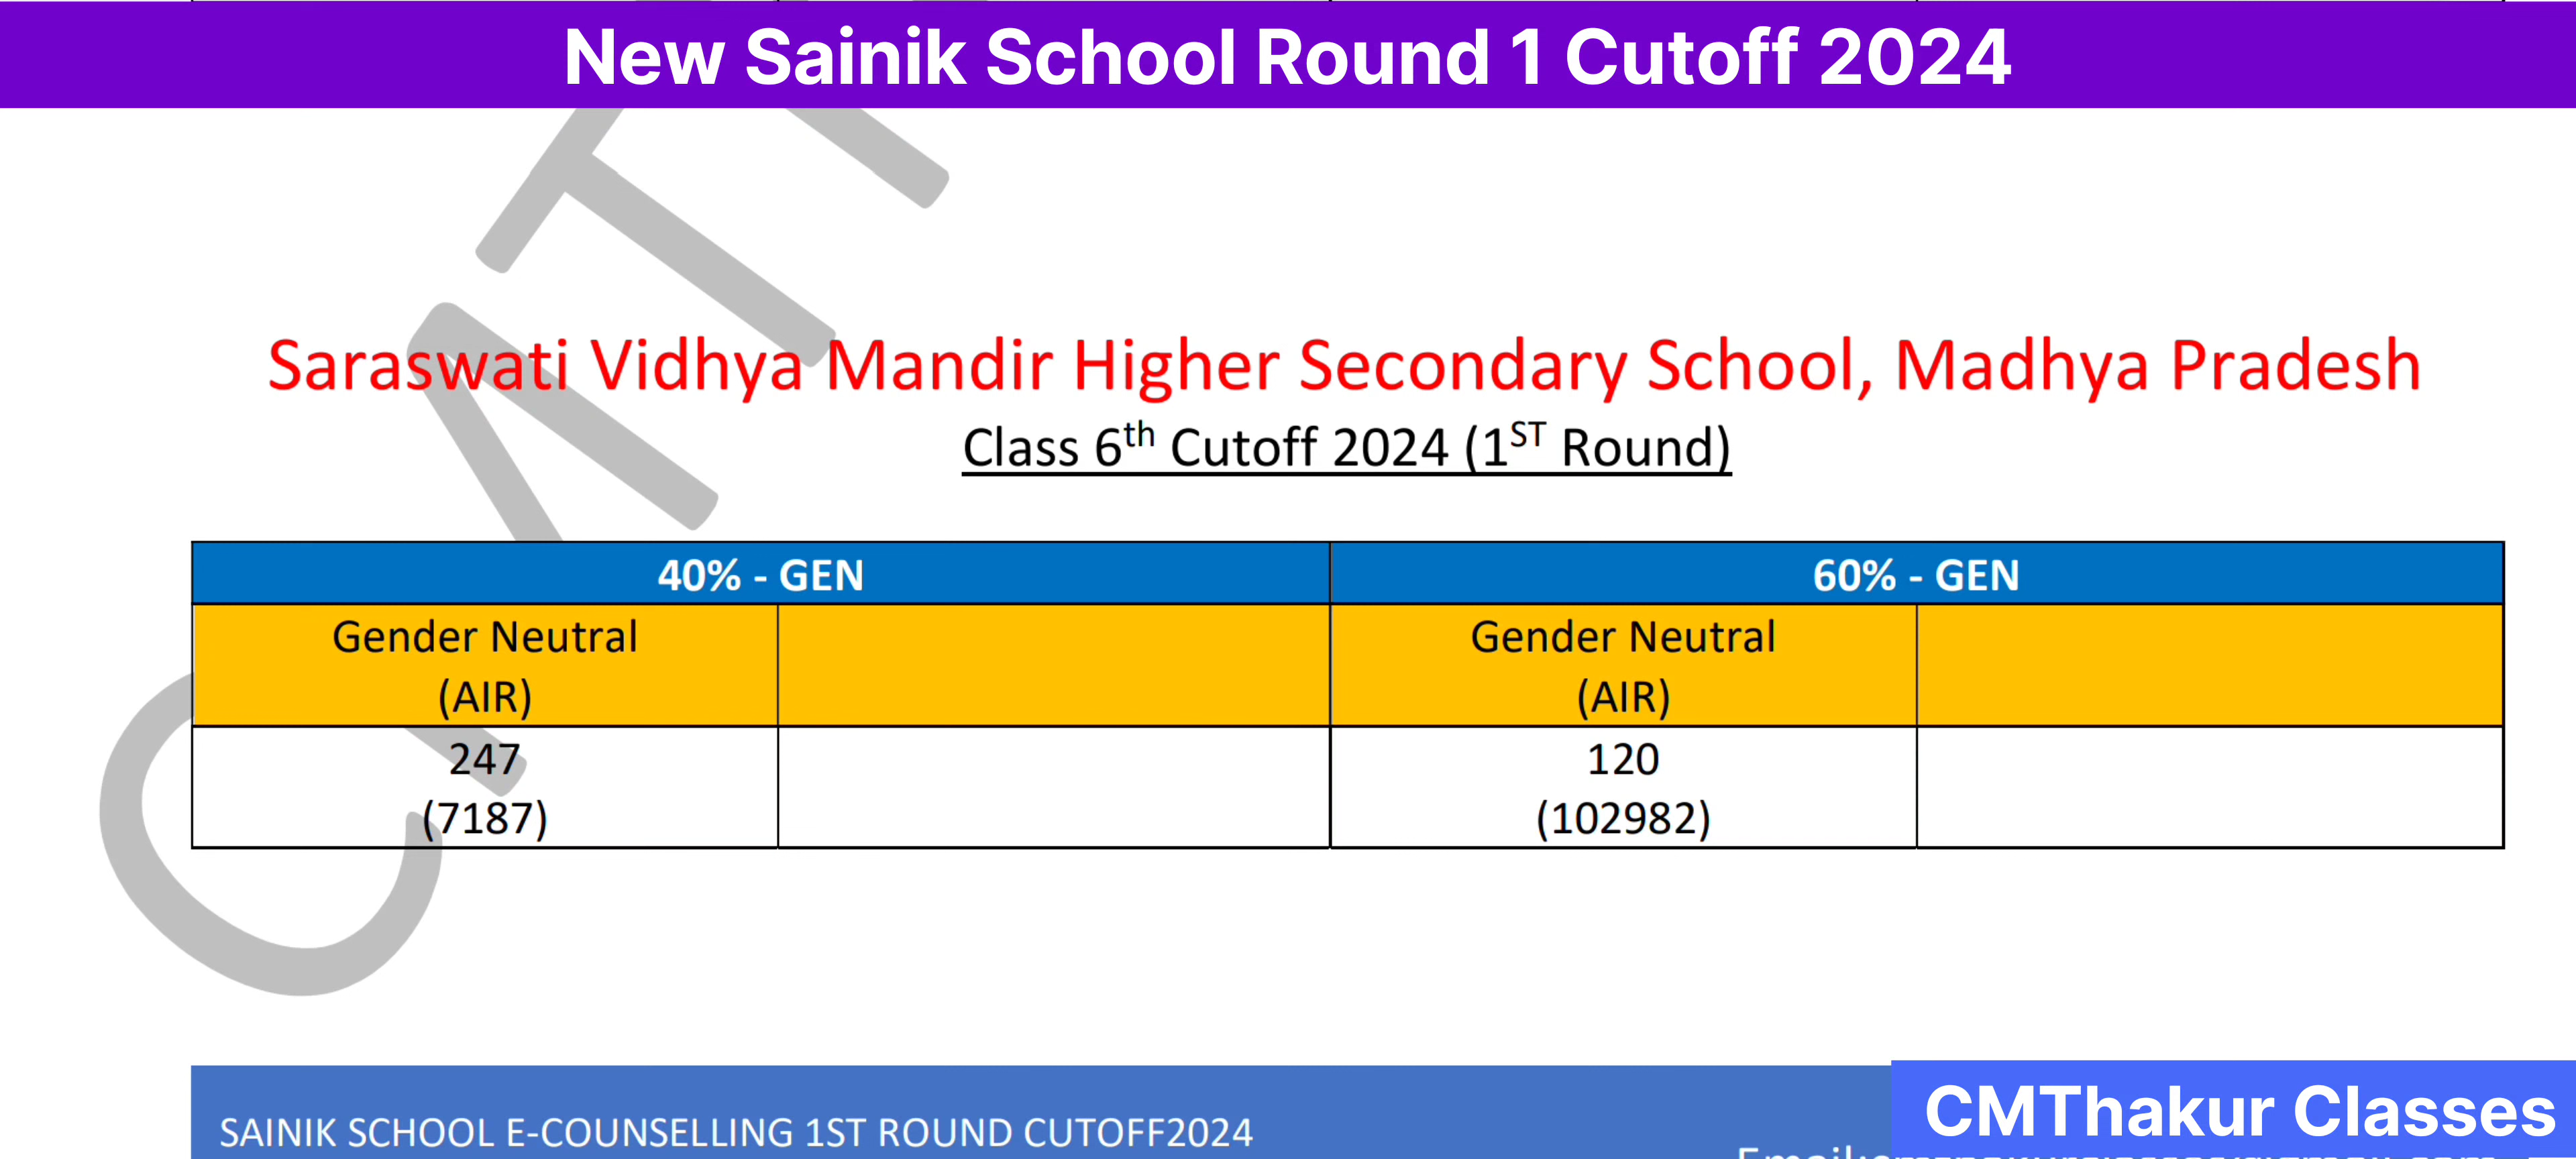 New Sainik School Round 1 Cutoff 2024
Saraswati Vidhya Mandir Higher Secondary School, Madhya Pradesh
Class 6th Cutoff 2024 (1ST Round)
40% - GEN 60% - GEN
Gender Neutral Gender Neutral
(AIR) (AIR)
247 120
(7187) (102982)
SAINIK SCHOOL E-COUNSELLING 1ST ROUND CUTOFF2024
CMThakur Classes